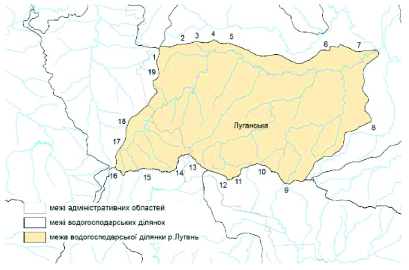 2 3 4 5 6 7
1
19
18
Луганська
8
17
16 15 14 13 12 11 10 9
межі адміністративних областей
межі водогосподарських ділянок
межа водогосподарської ділянки р.Лугань